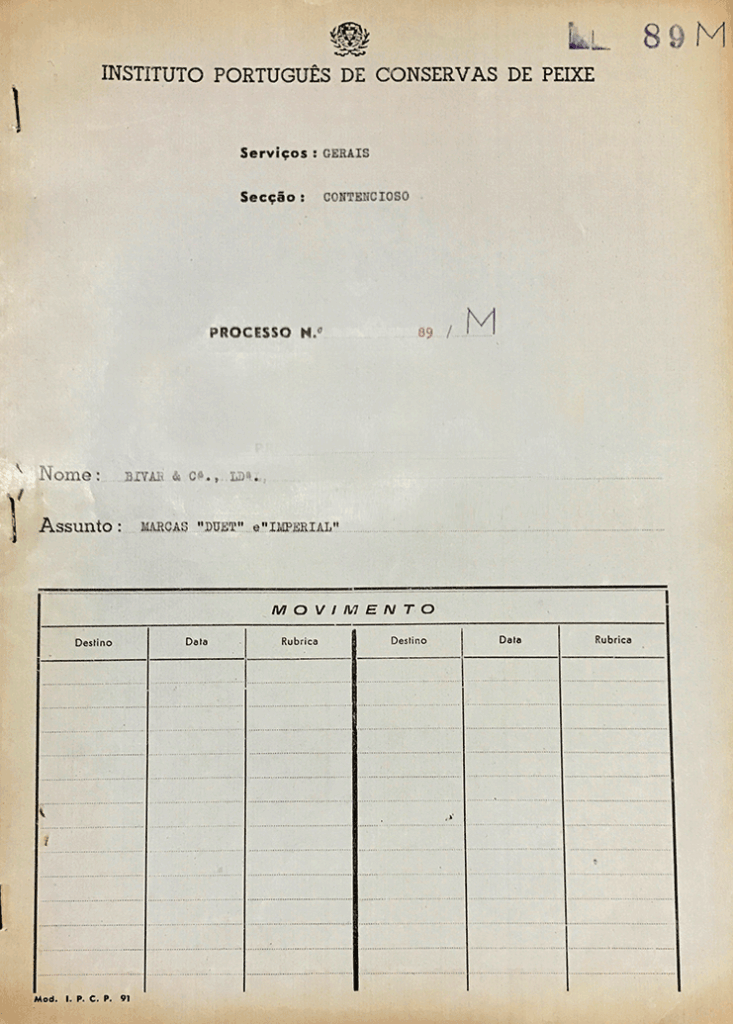 89 M
INSTITUTO PORTUGUÊS DE CONSERVAS DE PEIXE
Serviços: GERAIS
Secção: CONTENCIOSO
PROCESSO N.º 89 / M
Nome: BIVAR & Cª., LDª.,
Assunto: MARCAS "DUET" e"IMPERIAL"
MOVIMENTO
Destino Data Rubrica Destino Data Rubrica
Mod. I. P. C. P. 91